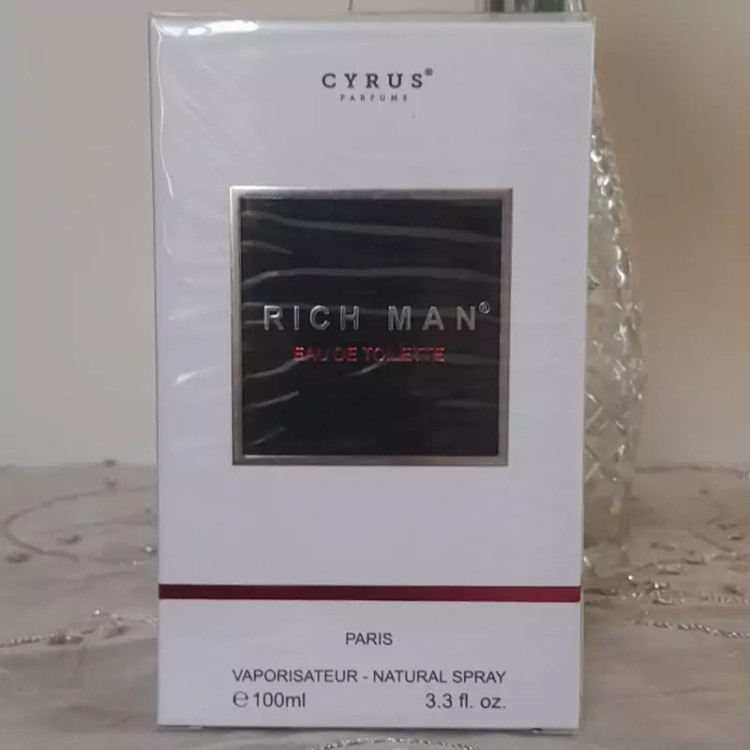 CYRUS®
PARFUMS
RICH MAN®
EAU DE TOILETTE
PARIS
VAPORISATEUR - NATURAL SPRAY
℮100ml 3.3 fl. oz.